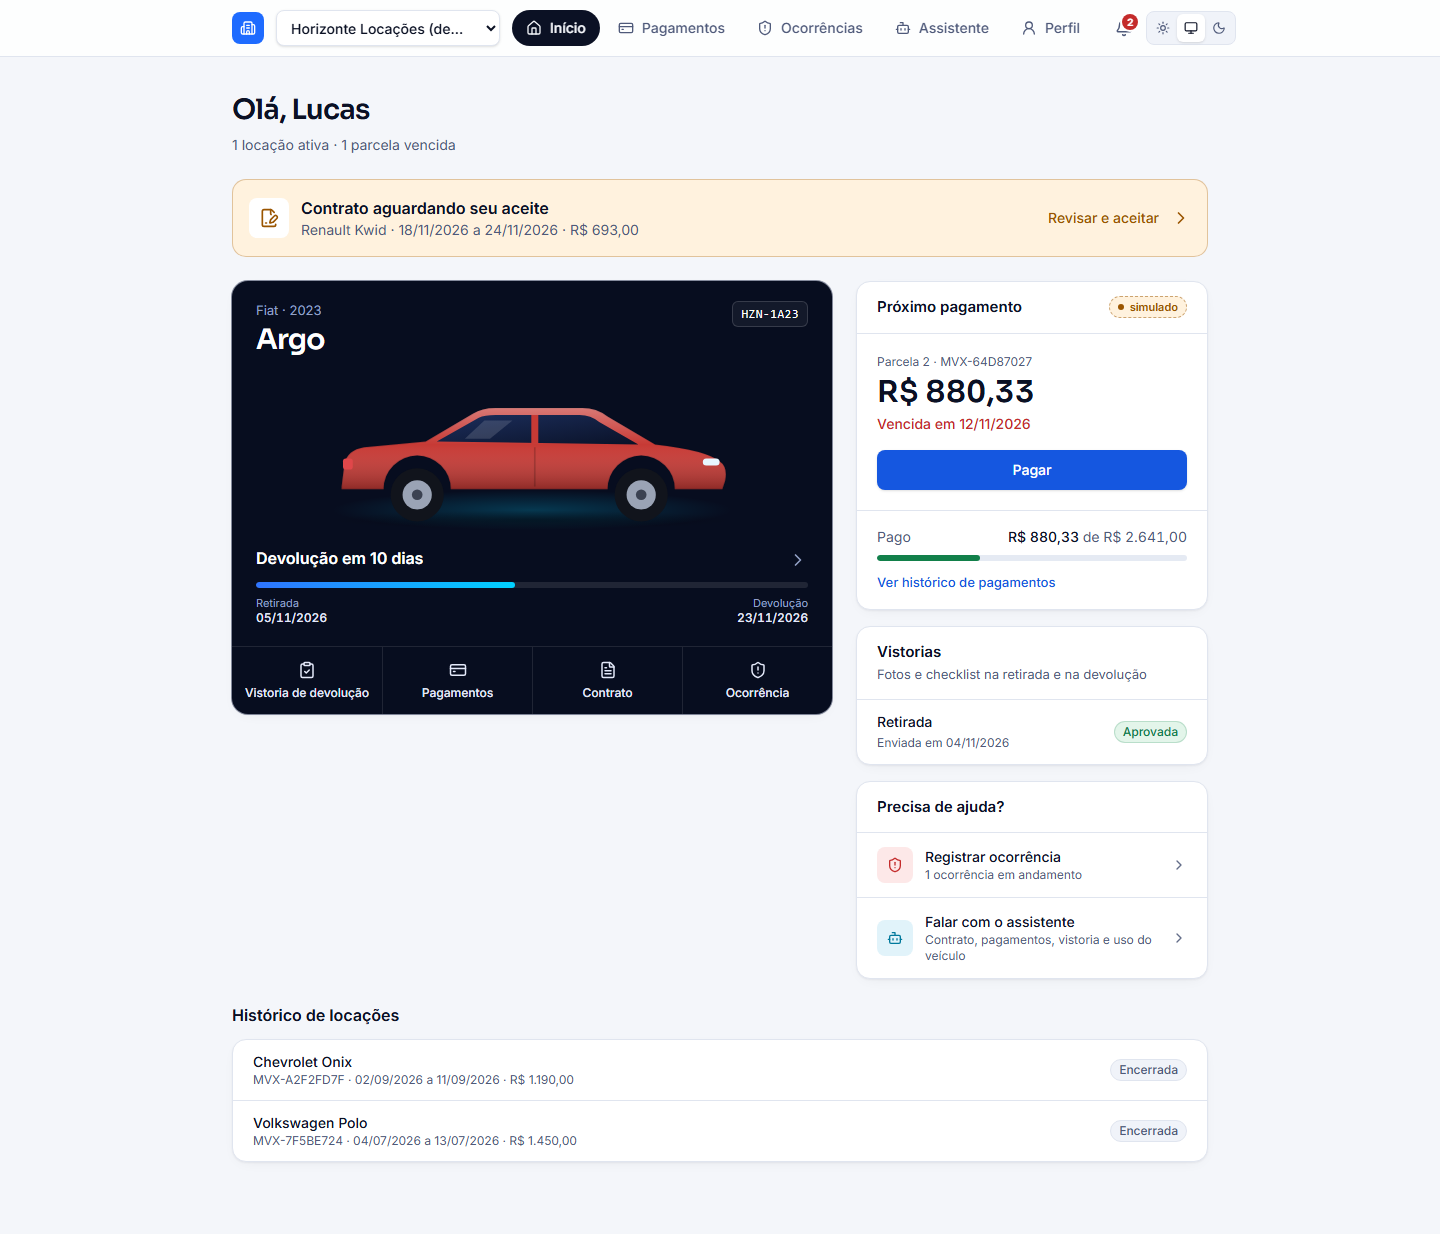 Horizonte Locações (de...
Início
Pagamentos
Ocorrências
Assistente
Perfil
2
Olá, Lucas
1 locação ativa · 1 parcela vencida
Contrato aguardando seu aceite
Renault Kwid · 18/11/2026 a 24/11/2026 · R$ 693,00
Revisar e aceitar
Fiat · 2023
Argo
HZN-1A23
Devolução em 10 dias
Retirada
05/11/2026
Devolução
23/11/2026
Vistoria de devolução
Pagamentos
Contrato
Ocorrência
Próximo pagamento
simulado
Parcela 2 · MVX-64D87027
R$ 880,33
Vencida em 12/11/2026
Pagar
Pago
R$ 880,33 de R$ 2.641,00
Ver histórico de pagamentos
Vistorias
Fotos e checklist na retirada e na devolução
Retirada
Enviada em 04/11/2026
Aprovada
Precisa de ajuda?
Registrar ocorrência
1 ocorrência em andamento
Falar com o assistente
Contrato, pagamentos, vistoria e uso do
veículo
Histórico de locações
Chevrolet Onix
MVX-A2F2FD7F · 02/09/2026 a 11/09/2026 · R$ 1.190,00
Encerrada
Volkswagen Polo
MVX-7F5BE724 · 04/07/2026 a 13/07/2026 · R$ 1.450,00
Encerrada